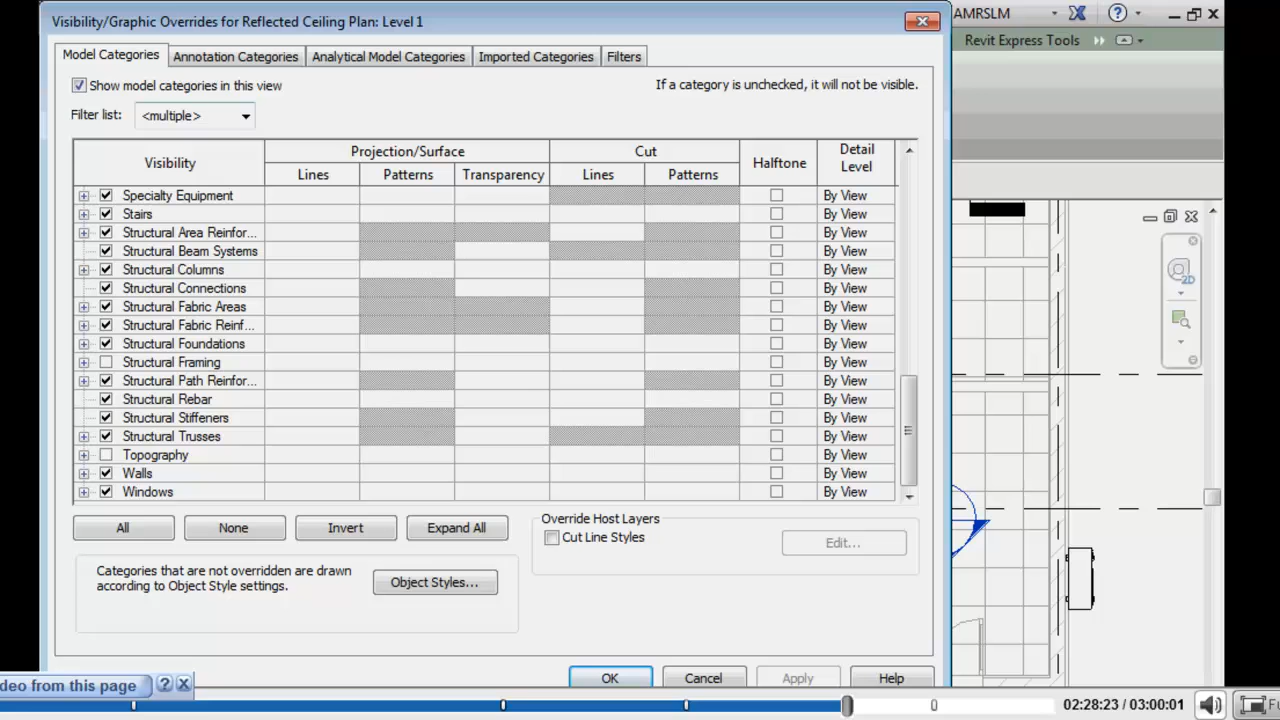 Visibility/Graphic Overrides for Reflected Ceiling Plan: Level 1
AMRSLM
Revit Express Tools
Model Categories
Annotation Categories
Analytical Model Categories
Imported Categories
Filters
Show model categories in this view
If a category is unchecked, it will not be visible.
Filter list:
<multiple>
Visibility
Projection/Surface
Cut
Halftone
Detail
Level
Lines
Patterns
Transparency
Lines
Patterns
Specialty Equipment By View
Stairs By View
Structural Area Reinfor... By View
Structural Beam Systems By View
Structural Columns By View
Structural Connections By View
Structural Fabric Areas By View
Structural Fabric Reinf... By View
Structural Foundations By View
Structural Framing By View
Structural Path Reinfor... By View
Structural Rebar By View
Structural Stiffeners By View
Structural Trusses By View
Topography By View
Walls By View
Windows By View
2D
All
None
Invert
Expand All
Override Host Layers
Cut Line Styles
Edit...
Categories that are not overridden are drawn
according to Object Style settings.
Object Styles...
OK
Cancel
Apply
Help
deo from this page
02:28:23 / 03:00:01
Fu